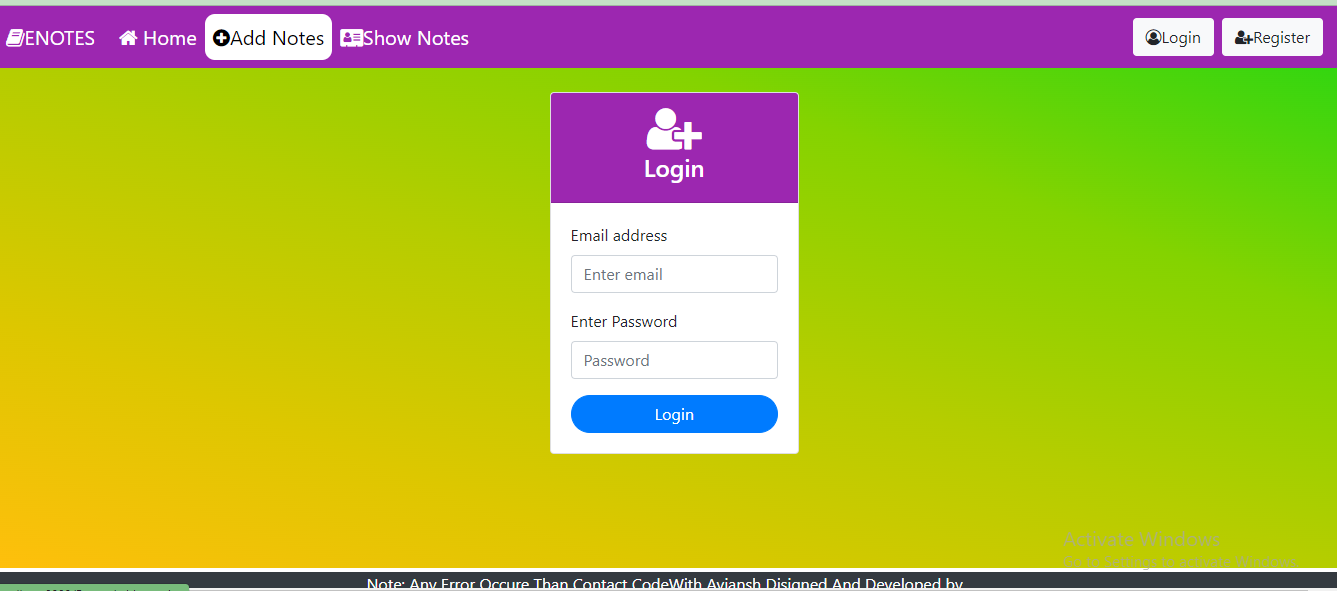 ENOTES Home Add Notes Show Notes Login Register
Login
Email address
Enter email
Enter Password
Password
Login
Activate Windows
Go to Settings to activate Windows.
Note: Any Error Occure Than Contact CodeWith Aviansh Disigned And Developed by